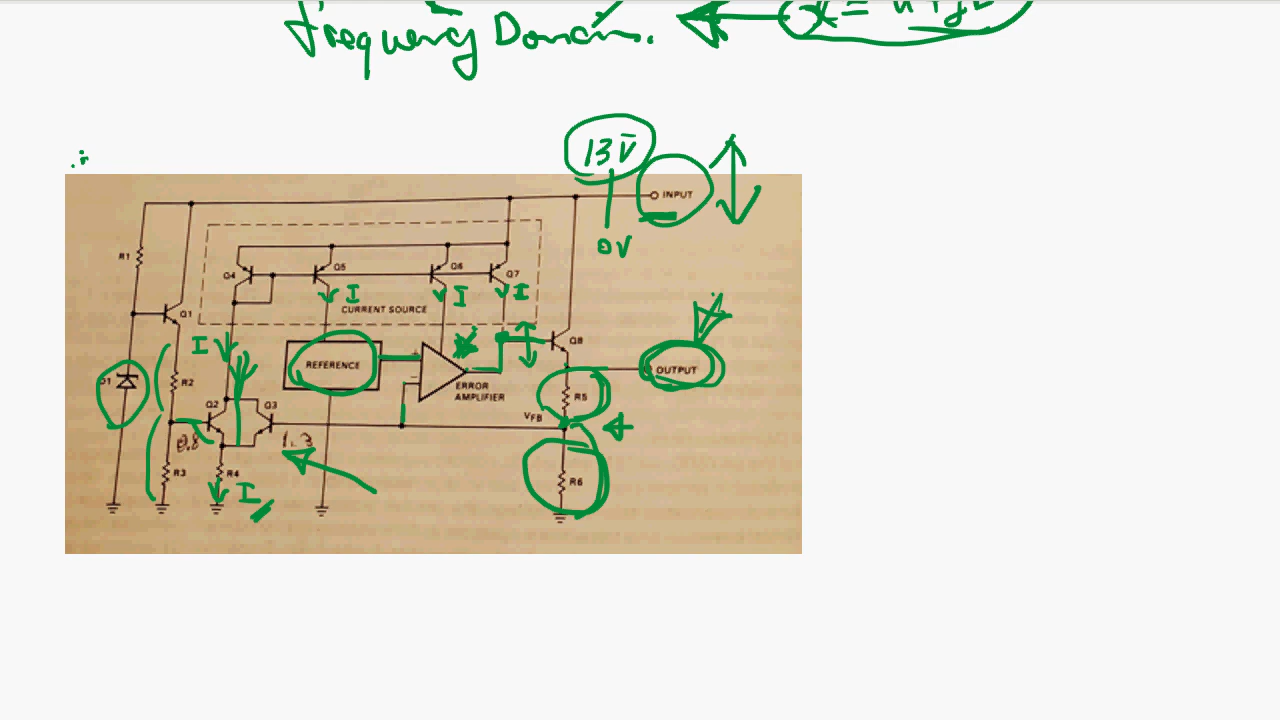 Frequency Domain.
13V
INPUT
0V
R1
Q4
Q5
Q6
Q7
I
I
I
CURRENT SOURCE
Q1
Q8
I
REFERENCE
+
OUTPUT
D1
R2
−
ERROR
AMPLIFIER
R5
Q2
Q3
VFB
0.8
1.3
R3
R4
R6
I